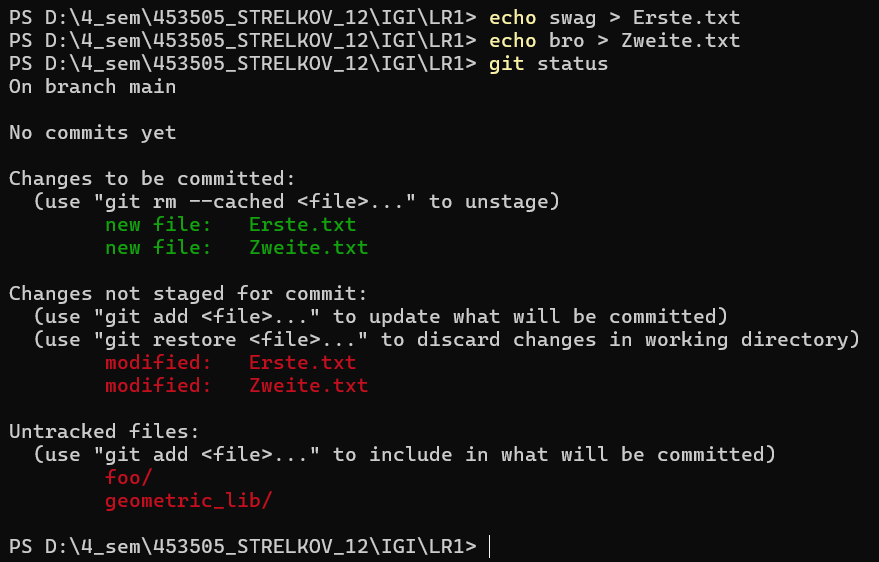 PS D:\4_sem\453505_STRELKOV_12\IGI\LR1> echo swag > Erste.txt
PS D:\4_sem\453505_STRELKOV_12\IGI\LR1> echo bro > Zweite.txt
PS D:\4_sem\453505_STRELKOV_12\IGI\LR1> git status
On branch main

No commits yet

Changes to be committed:
  (use "git rm --cached <file>..." to unstage)
        new file:   Erste.txt
        new file:   Zweite.txt

Changes not staged for commit:
  (use "git add <file>..." to update what will be committed)
  (use "git restore <file>..." to discard changes in working directory)
        modified:   Erste.txt
        modified:   Zweite.txt

Untracked files:
  (use "git add <file>..." to include in what will be committed)
        foo/
        geometric_lib/

PS D:\4_sem\453505_STRELKOV_12\IGI\LR1>